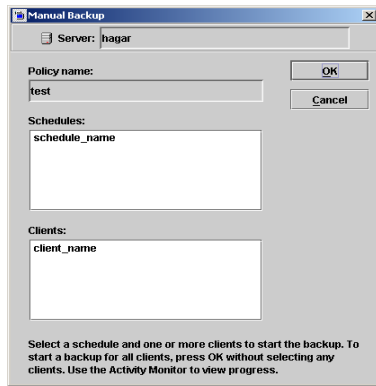 Manual Backup
Server: hagar
Policy name:
test
OK
Cancel
Schedules:
schedule_name
Clients:
client_name
Select a schedule and one or more clients to start the backup. To
start a backup for all clients, press OK without selecting any
clients. Use the Activity Monitor to view progress.